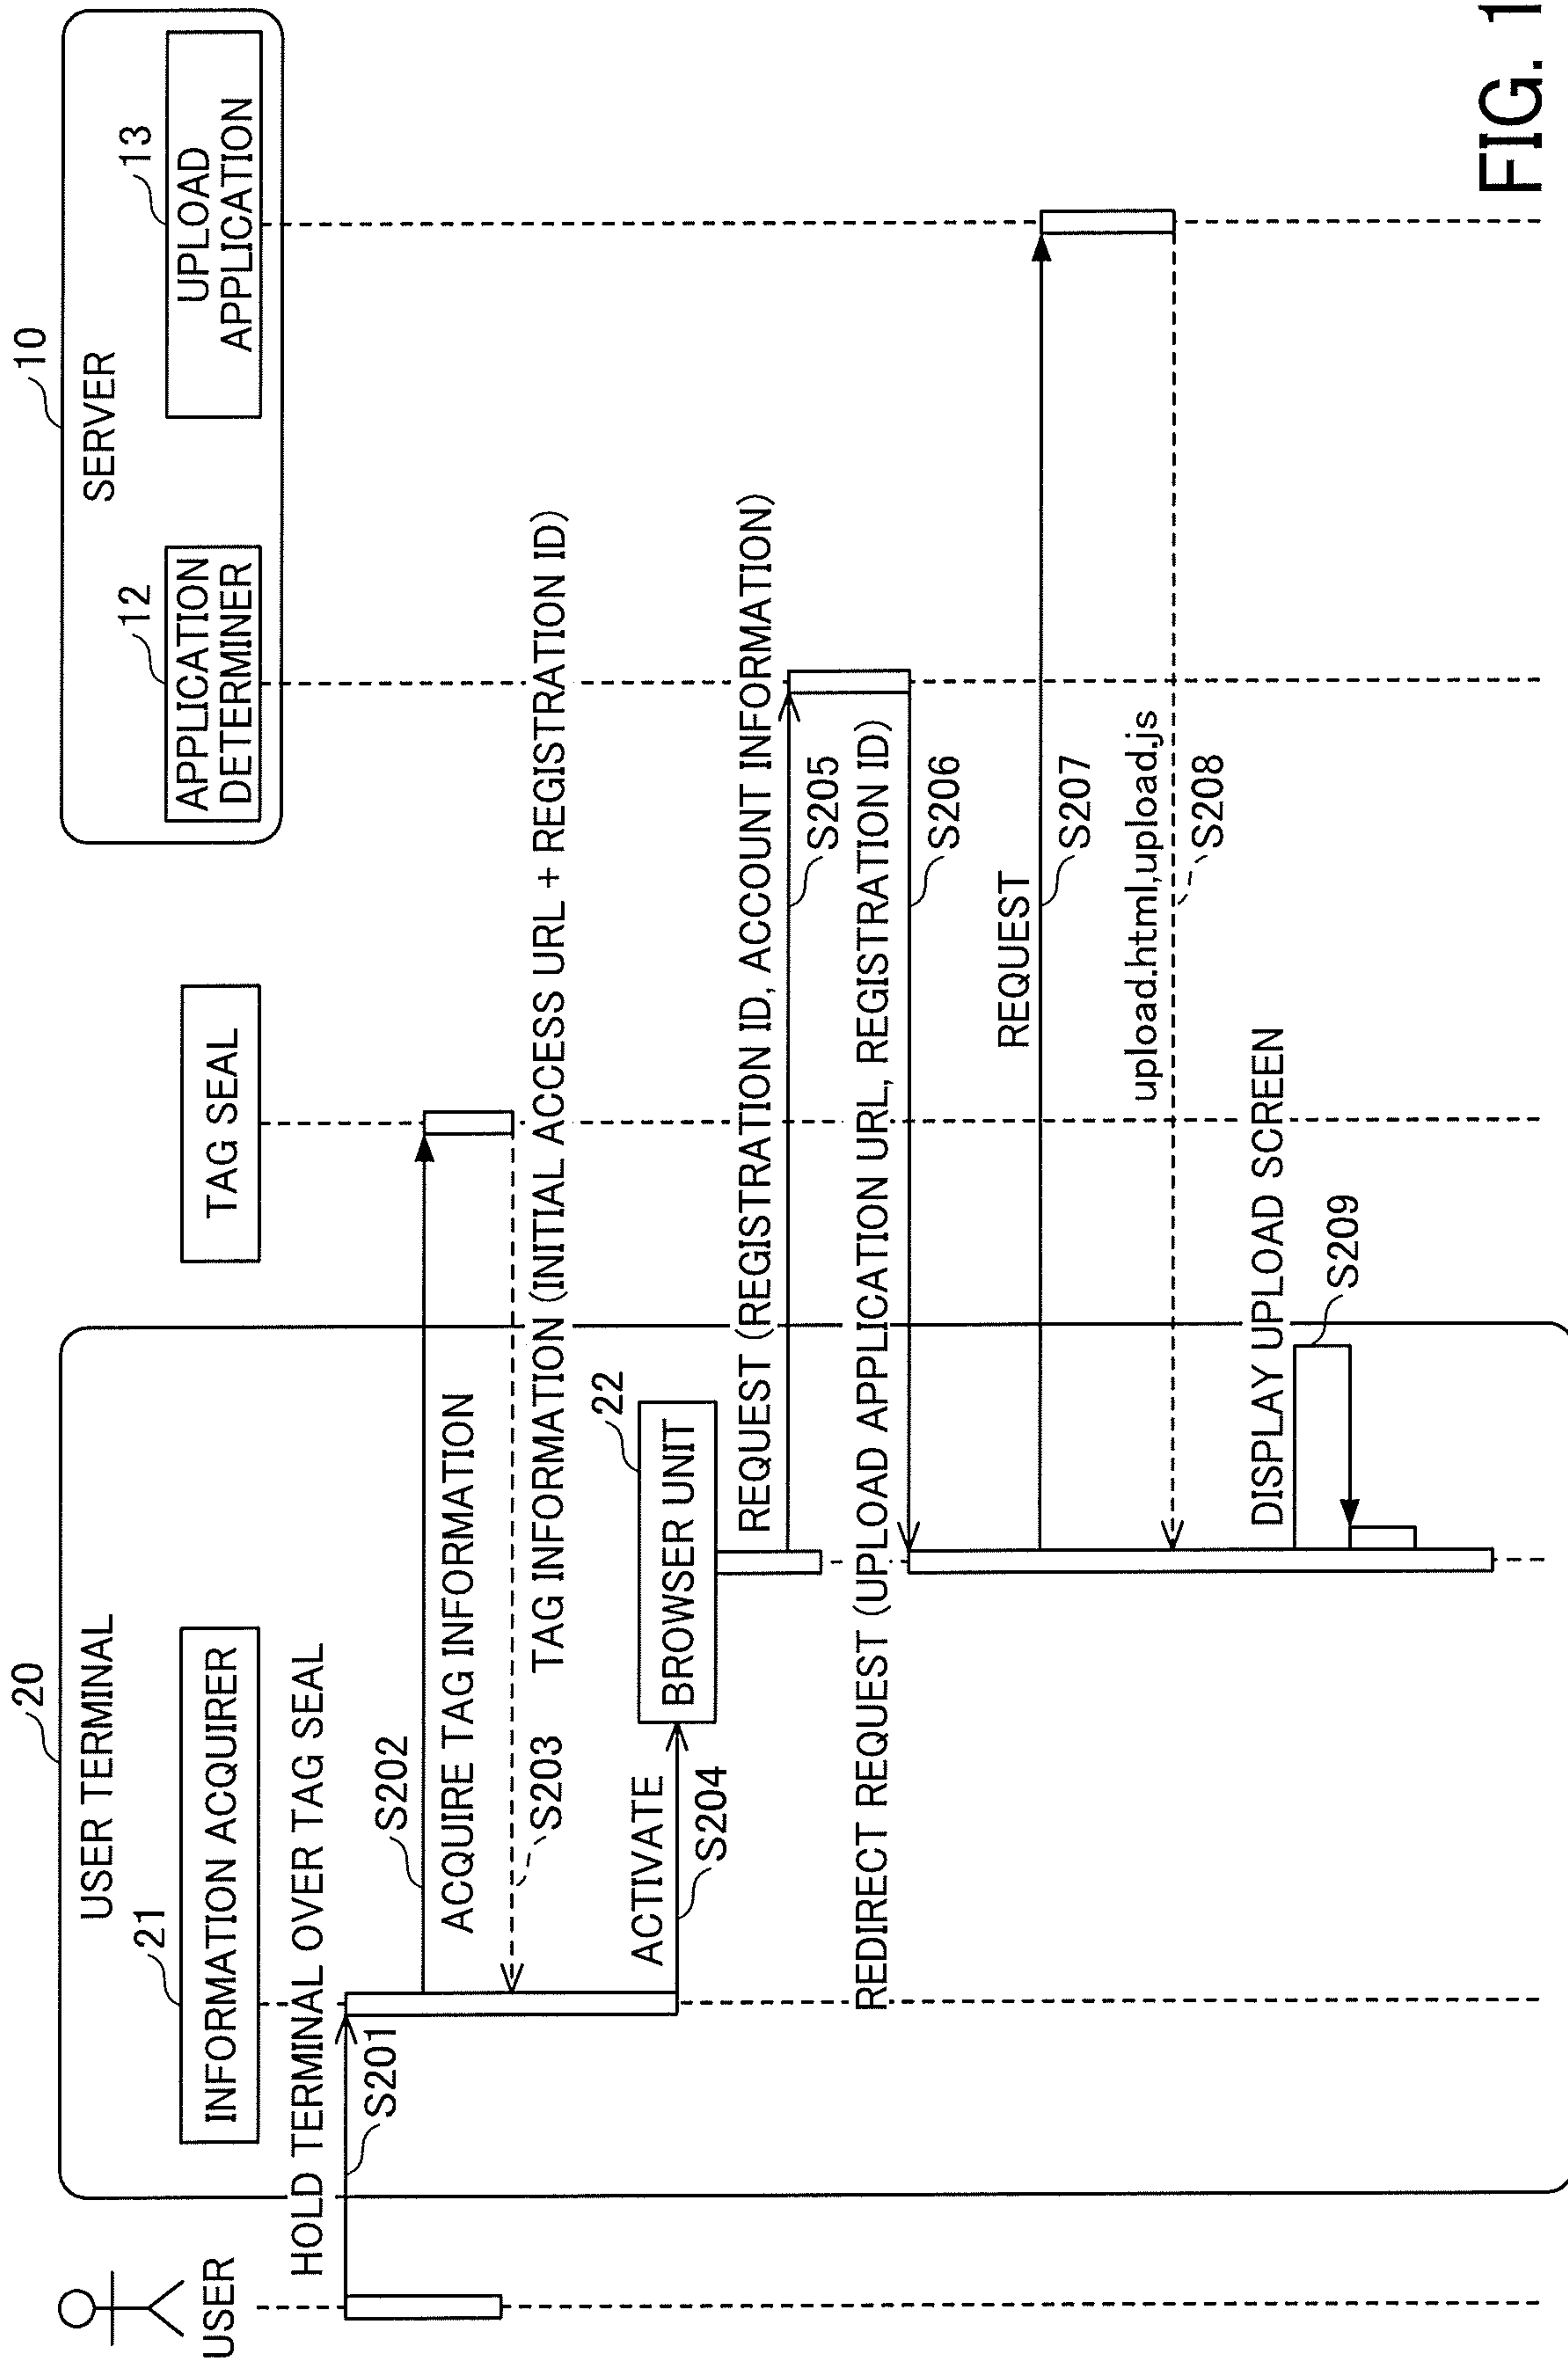 10
SERVER
12
APPLICATION
DETERMINER
13
UPLOAD
APPLICATION
TAG SEAL
20
USER TERMINAL
21
INFORMATION ACQUIRER
USER
HOLD TERMINAL OVER TAG SEAL
S201
S202
ACQUIRE TAG INFORMATION
S203
TAG INFORMATION (INITIAL ACCESS URL + REGISTRATION ID)
ACTIVATE
S204
22
BROWSER UNIT
REQUEST (REGISTRATION ID, ACCOUNT INFORMATION)
S205
REDIRECT REQUEST (UPLOAD APPLICATION URL, REGISTRATION ID)
S206
REQUEST
S207
upload.html,upload.js
S208
DISPLAY UPLOAD SCREEN
S209
FIG. 1